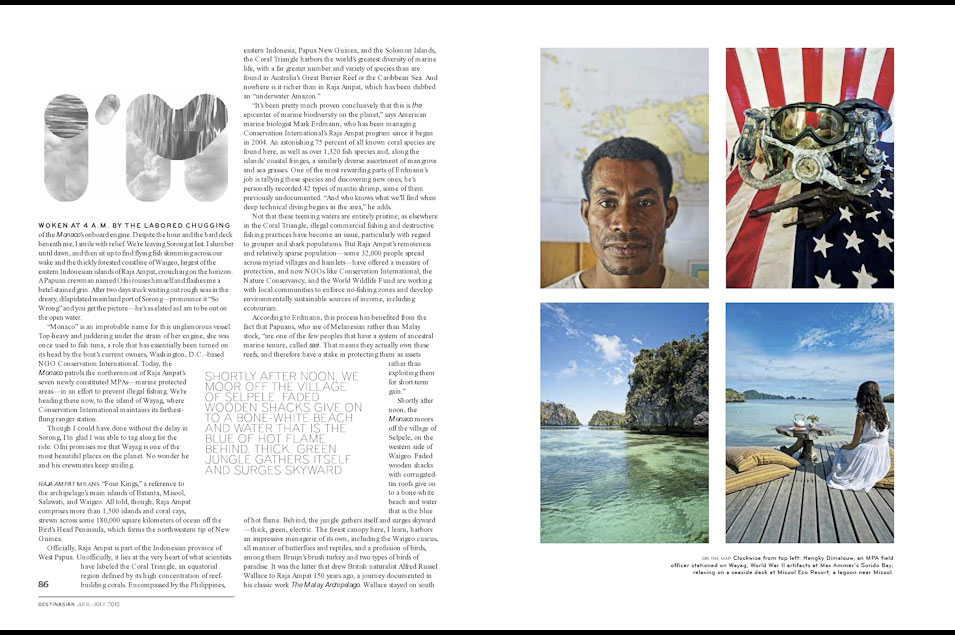 I'M
WOKEN AT 4 A.M. BY THE LABORED CHUGGING
of the Monaco's onboard engine. Despite the hour and the hard deck
beneath me, I smile with relief. We're leaving Sorong at last. I slumber
until dawn, and then sit up to find flying fish skimming across our
wake and the thickly forested coastline of Waigeo, largest of the
eastern Indonesian islands of Raja Ampat, crouching on the horizon.
A Papuan crewman named Ofni rouses himself and flashes me a
betel-stained grin. After two days stuck waiting out rough seas in the
dreary, dilapidated mainland port of Sorong—pronounce it "So
Wrong" and you get the picture—he's as elated as I am to be out on
the open water.
"Monaco" is an improbable name for this unglamorous vessel.
Top-heavy and juddering under the strain of her engine, she was
once used to fish tuna, a role that has essentially been turned on
its head by the boat's current owners, Washington, D.C.–based
NGO Conservation International. Today, the
Monaco patrols the northernmost of Raja Ampat's
seven newly constituted MPAs—marine protected
areas—in an effort to prevent illegal fishing. We're
heading there now, to the island of Wayag, where
Conservation International maintains its farthest-
flung ranger station.
Though I could have done without the delay in
Sorong, I'm glad I was able to tag along for the
ride. Ofni promises me that Wayag is one of the
most beautiful places on the planet. No wonder he
and his crewmates keep smiling.
RAJA AMPAT MEANS "Four Kings," a reference to
the archipelago's main islands of Batanta, Misool,
Salawati, and Waigeo. All told, though, Raja Ampat
comprises more than 1,500 islands and coral cays,
strewn across some 180,000 square kilometers of ocean off the
Bird's Head Peninsula, which forms the northwestern tip of New
Guinea.
Officially, Raja Ampat is part of the Indonesian province of
West Papua. Unofficially, it lies at the very heart of what scientists
have labeled the Coral Triangle, an equatorial
region defined by its high concentration of reef-
building corals. Encompassed by the Philippines,
eastern Indonesia, Papua New Guinea, and the Solomon Islands,
the Coral Triangle harbors the world's greatest diversity of marine
life, with a far greater number and variety of species than are
found in Australia's Great Barrier Reef or the Caribbean Sea. And
nowhere is it richer than in Raja Ampat, which has been dubbed
an "underwater Amazon."
"It's been pretty much proven conclusively that this is the
epicenter of marine biodiversity on the planet," says American
marine biologist Mark Erdmann, who has been managing
Conservation International's Raja Ampat program since it began
in 2004. An astonishing 75 percent of all known coral species are
found here, as well as over 1,320 fish species and, along the
islands' coastal fringes, a similarly diverse assortment of mangrove
and sea grasses. One of the most rewarding parts of Erdmann's
job is tallying these species and discovering new ones; he's
personally recorded 42 types of mantis shrimp, some of them
previously undocumented. "And who knows what we'll find when
deep technical diving begins in the area," he adds.
Not that these teeming waters are entirely pristine; as elsewhere
in the Coral Triangle, illegal commercial fishing and destructive
fishing practices have become an issue, particularly with regard
to grouper and shark populations. But Raja Ampat's remoteness
and relatively sparse population—some 32,000 people spread
across myriad villages and hamlets—have offered a measure of
protection, and now NGOs like Conservation International, the
Nature Conservancy, and the World Wildlife Fund are working
with local communities to enforce no-fishing zones and develop
environmentally sustainable sources of income, including
ecotourism.
According to Erdmann, this process has benefited from the
fact that Papuans, who are of Melanesian rather than Malay
stock, "are one of few peoples that have a system of ancestral
marine tenure, called sasi. That means they actually own these
reefs, and therefore have a stake in protecting them as assets
rather than
exploiting them
for short-term
gain."
Shortly after
noon, the
Monaco moors
off the village of
Selpele, on the
western side of
Waigeo. Faded
wooden shacks
with corrugated-
tin roofs give on
to a bone-white
beach and water
that is the blue
of hot flame. Behind, the jungle gathers itself and surges skyward
—thick, green, electric. The forest canopy here, I learn, harbors
an impressive menagerie of its own, including the Waigeo cuscus,
all manner of butterflies and reptiles, and a profusion of birds,
among them Bruijn's brush-turkey and two types of birds of
paradise. It was the latter that drew British naturalist Alfred Russel
Wallace to Raja Ampat 150 years ago, a journey documented in
his classic work The Malay Archipelago. Wallace stayed on south
SHORTLY AFTER NOON, WE
MOOR OFF THE VILLAGE
OF SELPELE. FADED
WOODEN SHACKS GIVE ON
TO A BONE-WHITE BEACH
AND WATER THAT IS THE
BLUE OF HOT FLAME.
BEHIND, THICK, GREEN
JUNGLE GATHERS ITSELF
AND SURGES SKYWARD
ON THE MAP Clockwise from top left: Hengky Dimalouw, an MPA field
officer stationed on Wayag; World War II artifacts at Max Ammer's Sorido Bay;
relaxing on a seaside deck at Misool Eco Resort; a lagoon near Misool.
86
DESTINASIAN JUNE/JULY 2010